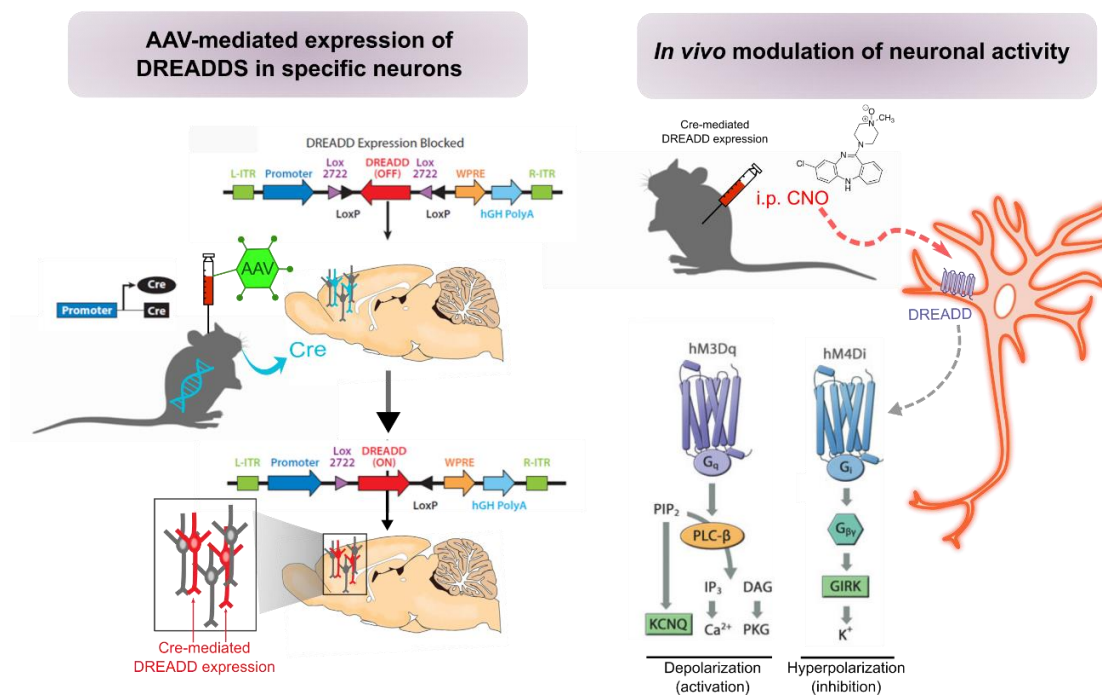 AAV-mediated expression of
DREADDS in specific neurons
DREADD Expression Blocked
L-ITR
Promoter
Lox
2722
DREADD
(OFF)
Lox
2722
WPRE
R-ITR
LoxP
LoxP
hGH PolyA
AAV
Cre
Promoter
Cre
Cre
L-ITR
Promoter
Lox
2722
DREADD
(ON)
WPRE
R-ITR
LoxP
hGH PolyA
Cre-mediated
DREADD expression
In vivo modulation of neuronal activity
Cre-mediated
DREADD expression
O
N
CH₃
N
N
Cl
N
H
i.p. CNO
DREADD
hM3Dq
hM4Di
Gq
Gi
PIP₂
PLC-β
Gβγ
IP₃
DAG
GIRK
KCNQ
Ca²⁺
PKG
K⁺
Depolarization
(activation)
Hyperpolarization
(inhibition)